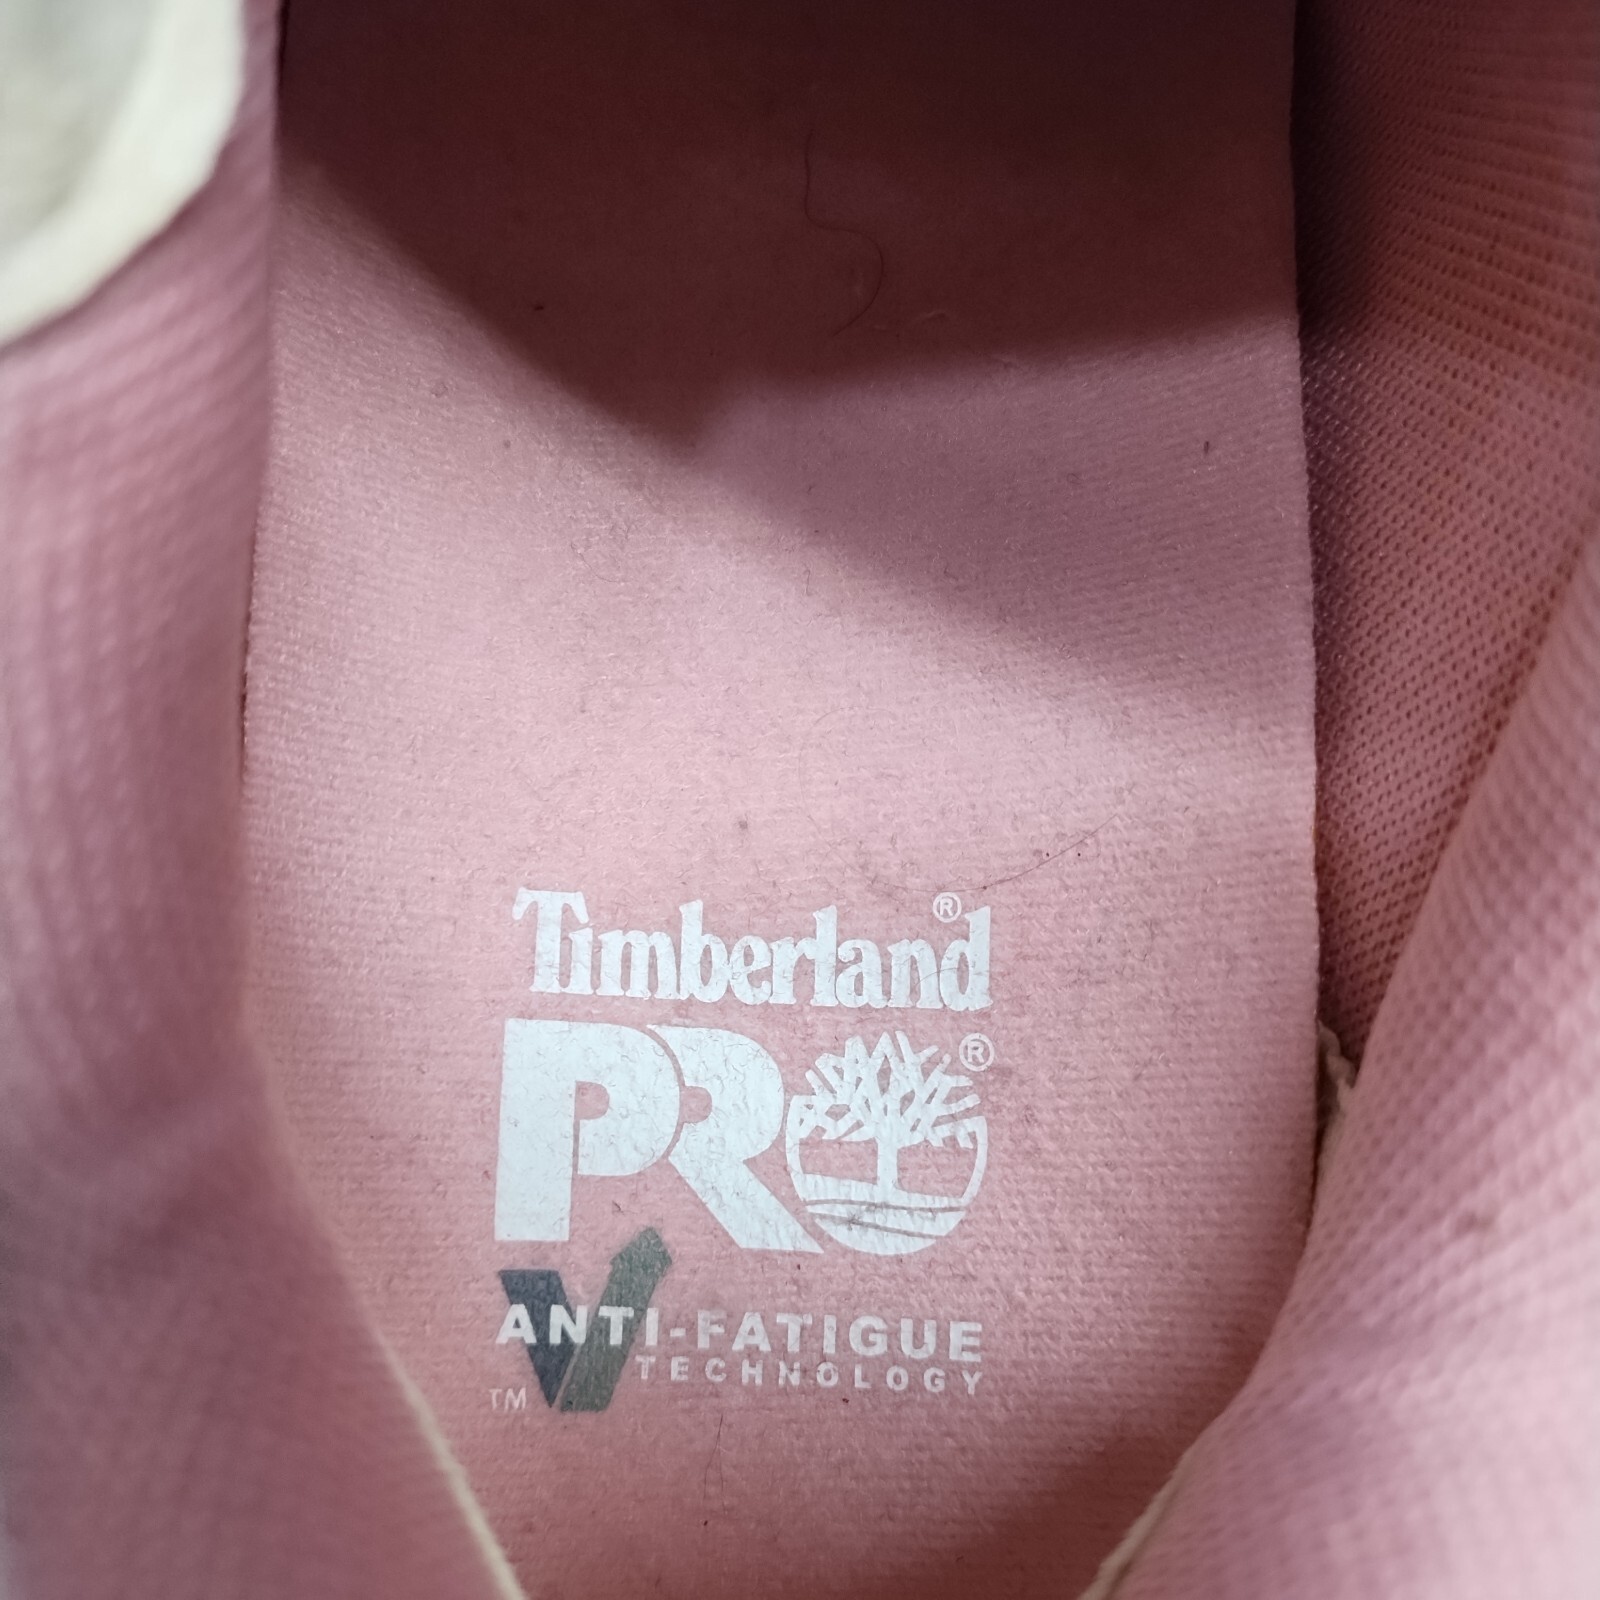 Timberland®
PRO®
ANTI-FATIGUE
TECHNOLOGY
TM